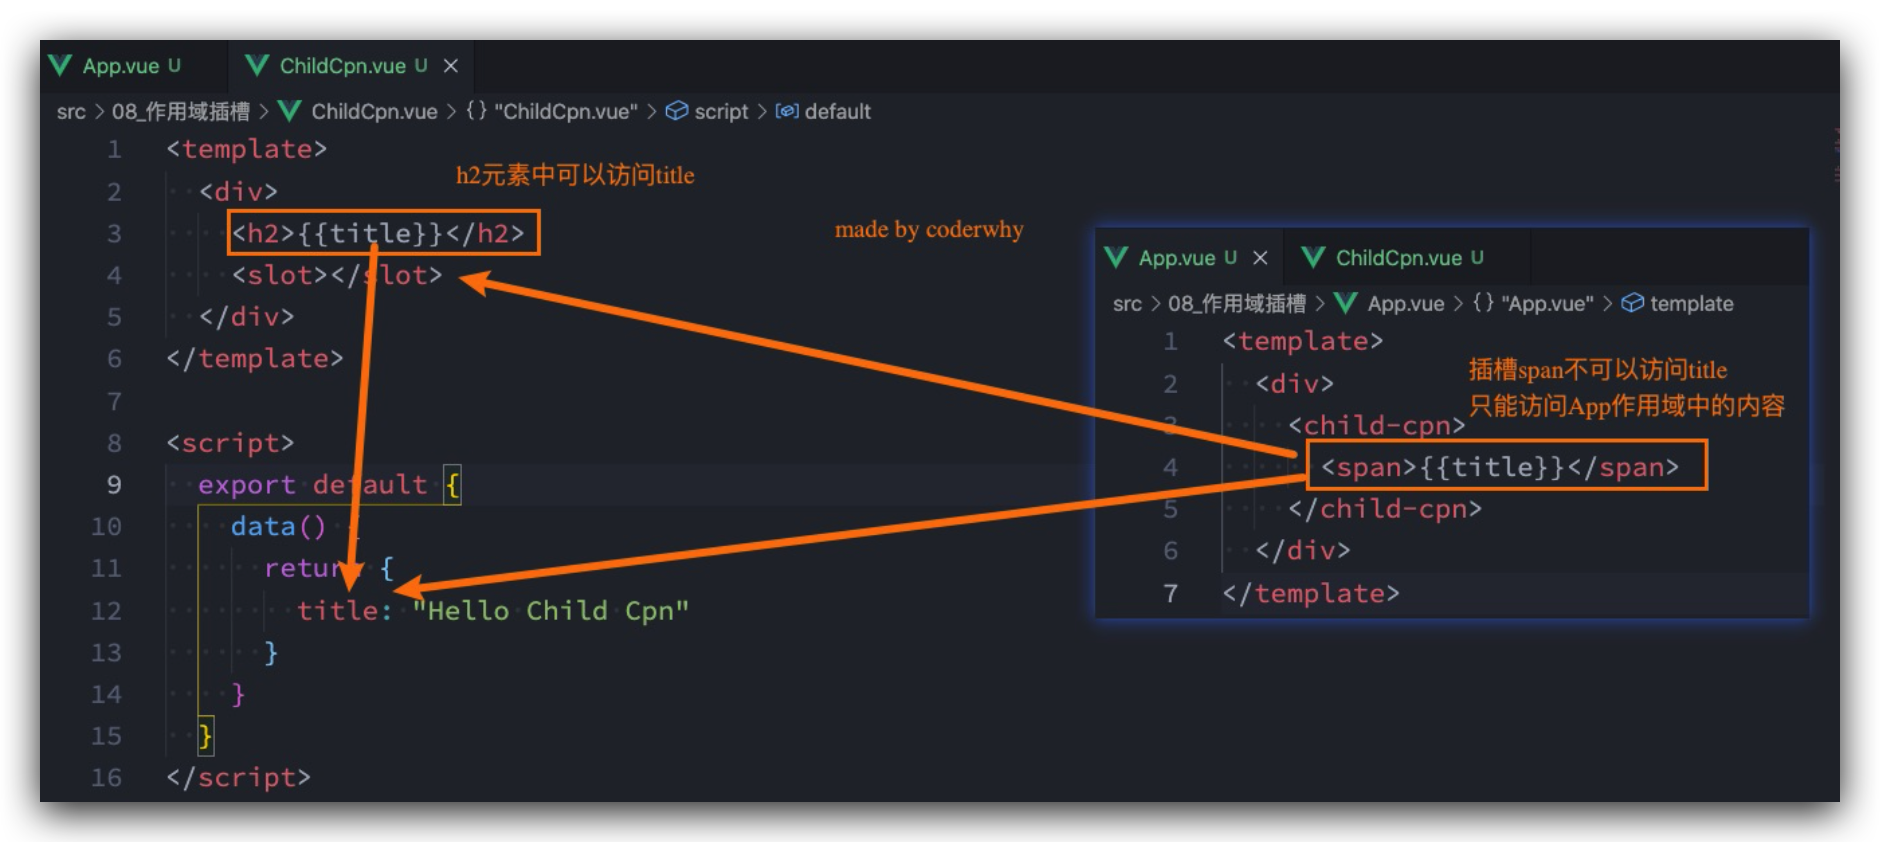 App.vue U
ChildCpn.vue U ×
src > 08_作用域插槽 > ChildCpn.vue > {} "ChildCpn.vue" > script > default
1 <template>
h2元素中可以访问title
2 <div>
3 <h2>{{title}}</h2>
4 <slot></slot>
5 </div>
6 </template>
7
8 <script>
9 export default {
10 data() {
11 return {
12 title: "Hello Child Cpn"
13 }
14 }
15 }
16 </script>
made by coderwhy
App.vue U ×
ChildCpn.vue U
src > 08_作用域插槽 > App.vue > {} "App.vue" > template
1 <template>
插槽span不可以访问title
2 <div>
只能访问App作用域中的内容
3 <child-cpn>
4 <span>{{title}}</span>
5 </child-cpn>
6 </div>
7 </template>